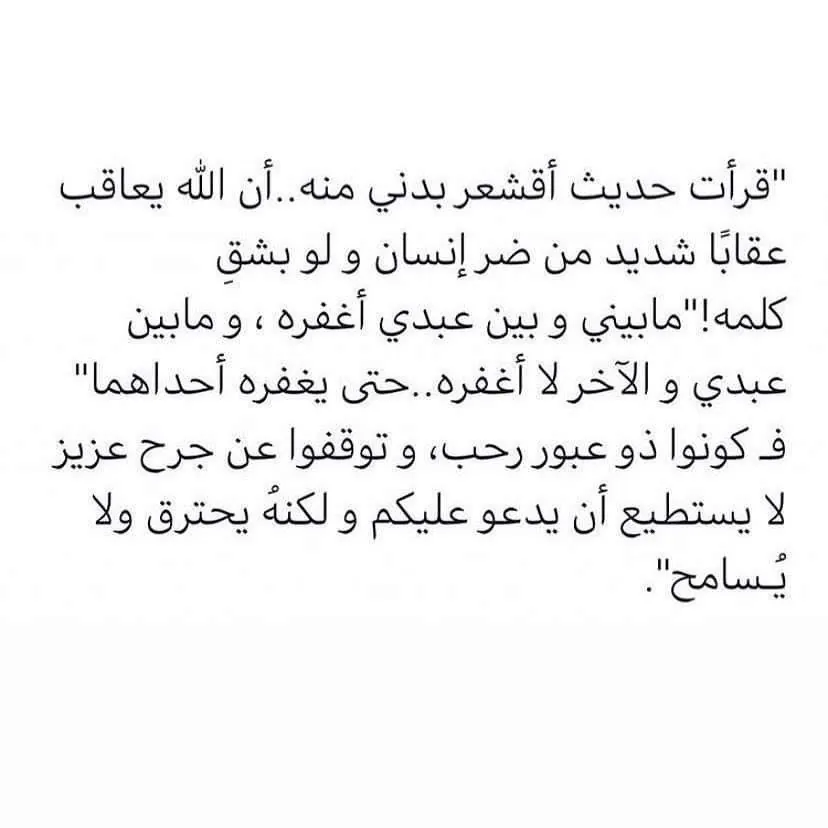 "قرأت حديث أقشعر بدني منه..أن الله يعاقب
عقابًا شديد من ضر إنسان و لو بشقِ
كلمه!"مابيني و بين عبدي أغفره ، و مابين
عبدي و الآخر لا أغفره..حتى يغفره أحداهما"
فـ كونوا ذو عبور رحب، و توقفوا عن جرح عزيز
لا يستطيع أن يدعو عليكم و لكنهُ يحترق ولا
يُـسامح".